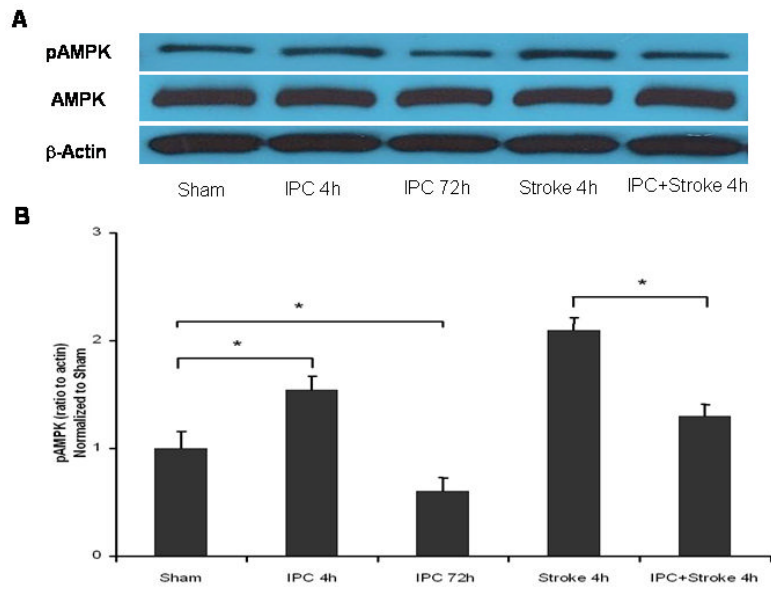 A
pAMPK
AMPK
β-Actin
Sham IPC 4h IPC 72h Stroke 4h IPC+Stroke 4h
B
3
2
1
0
pAMPK (ratio to actin)
Normalized to Sham
*
*
*
Sham IPC 4h IPC 72h Stroke 4h IPC+Stroke 4h